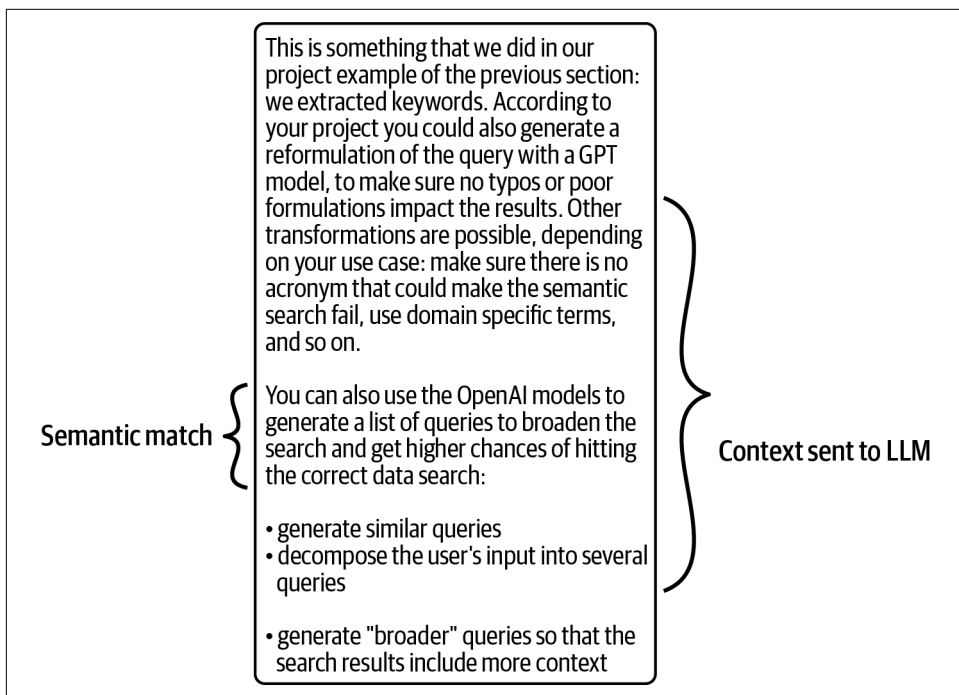 This is something that we did in our
project example of the previous section:
we extracted keywords. According to
your project you could also generate a
reformulation of the query with a GPT
model, to make sure no typos or poor
formulations impact the results. Other
transformations are possible, depending
on your use case: make sure there is no
acronym that could make the semantic
search fail, use domain specific terms,
and so on.
You can also use the OpenAI models to
generate a list of queries to broaden the
search and get higher chances of hitting
the correct data search:
• generate similar queries
• decompose the user's input into several
queries
• generate "broader" queries so that the
search results include more context
Semantic match
Context sent to LLM